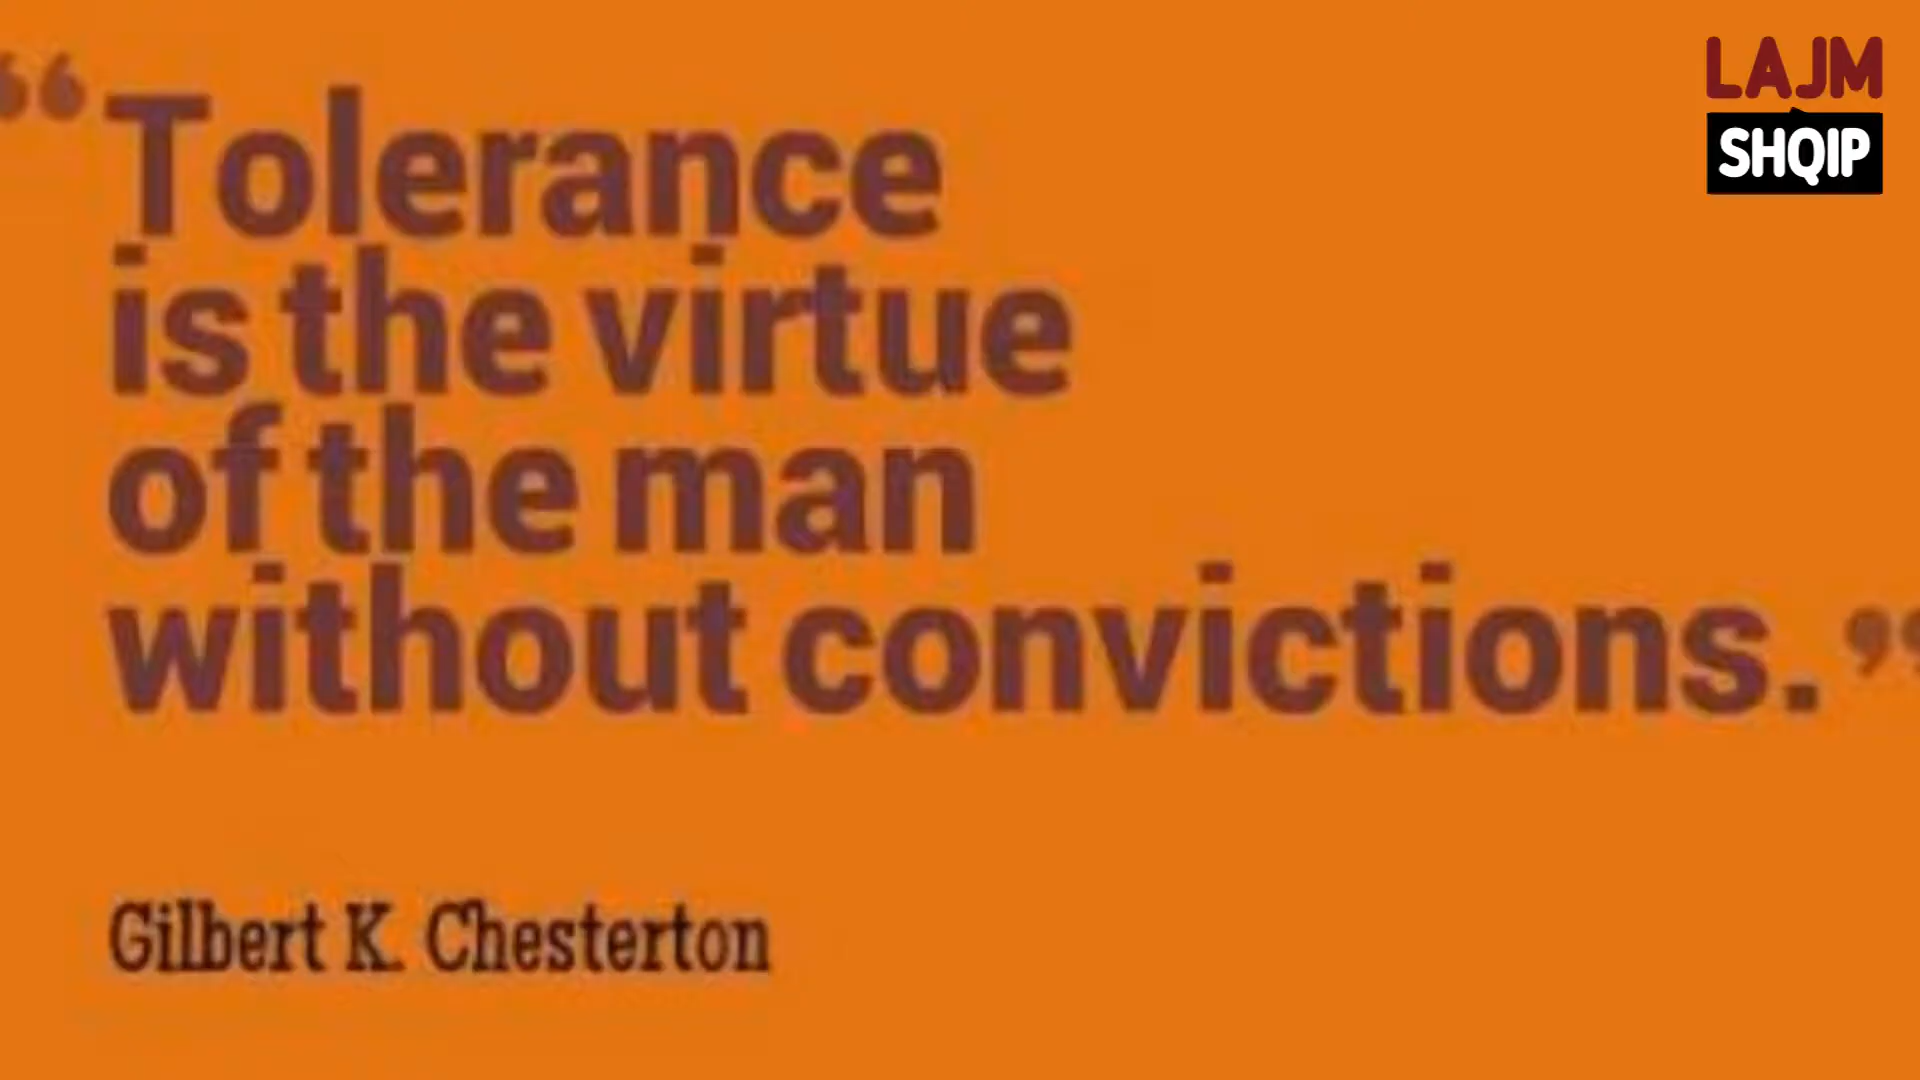 “Tolerance
is the virtue
of the man
without convictions.”
Gilbert K. Chesterton
LAJM
SHQIP